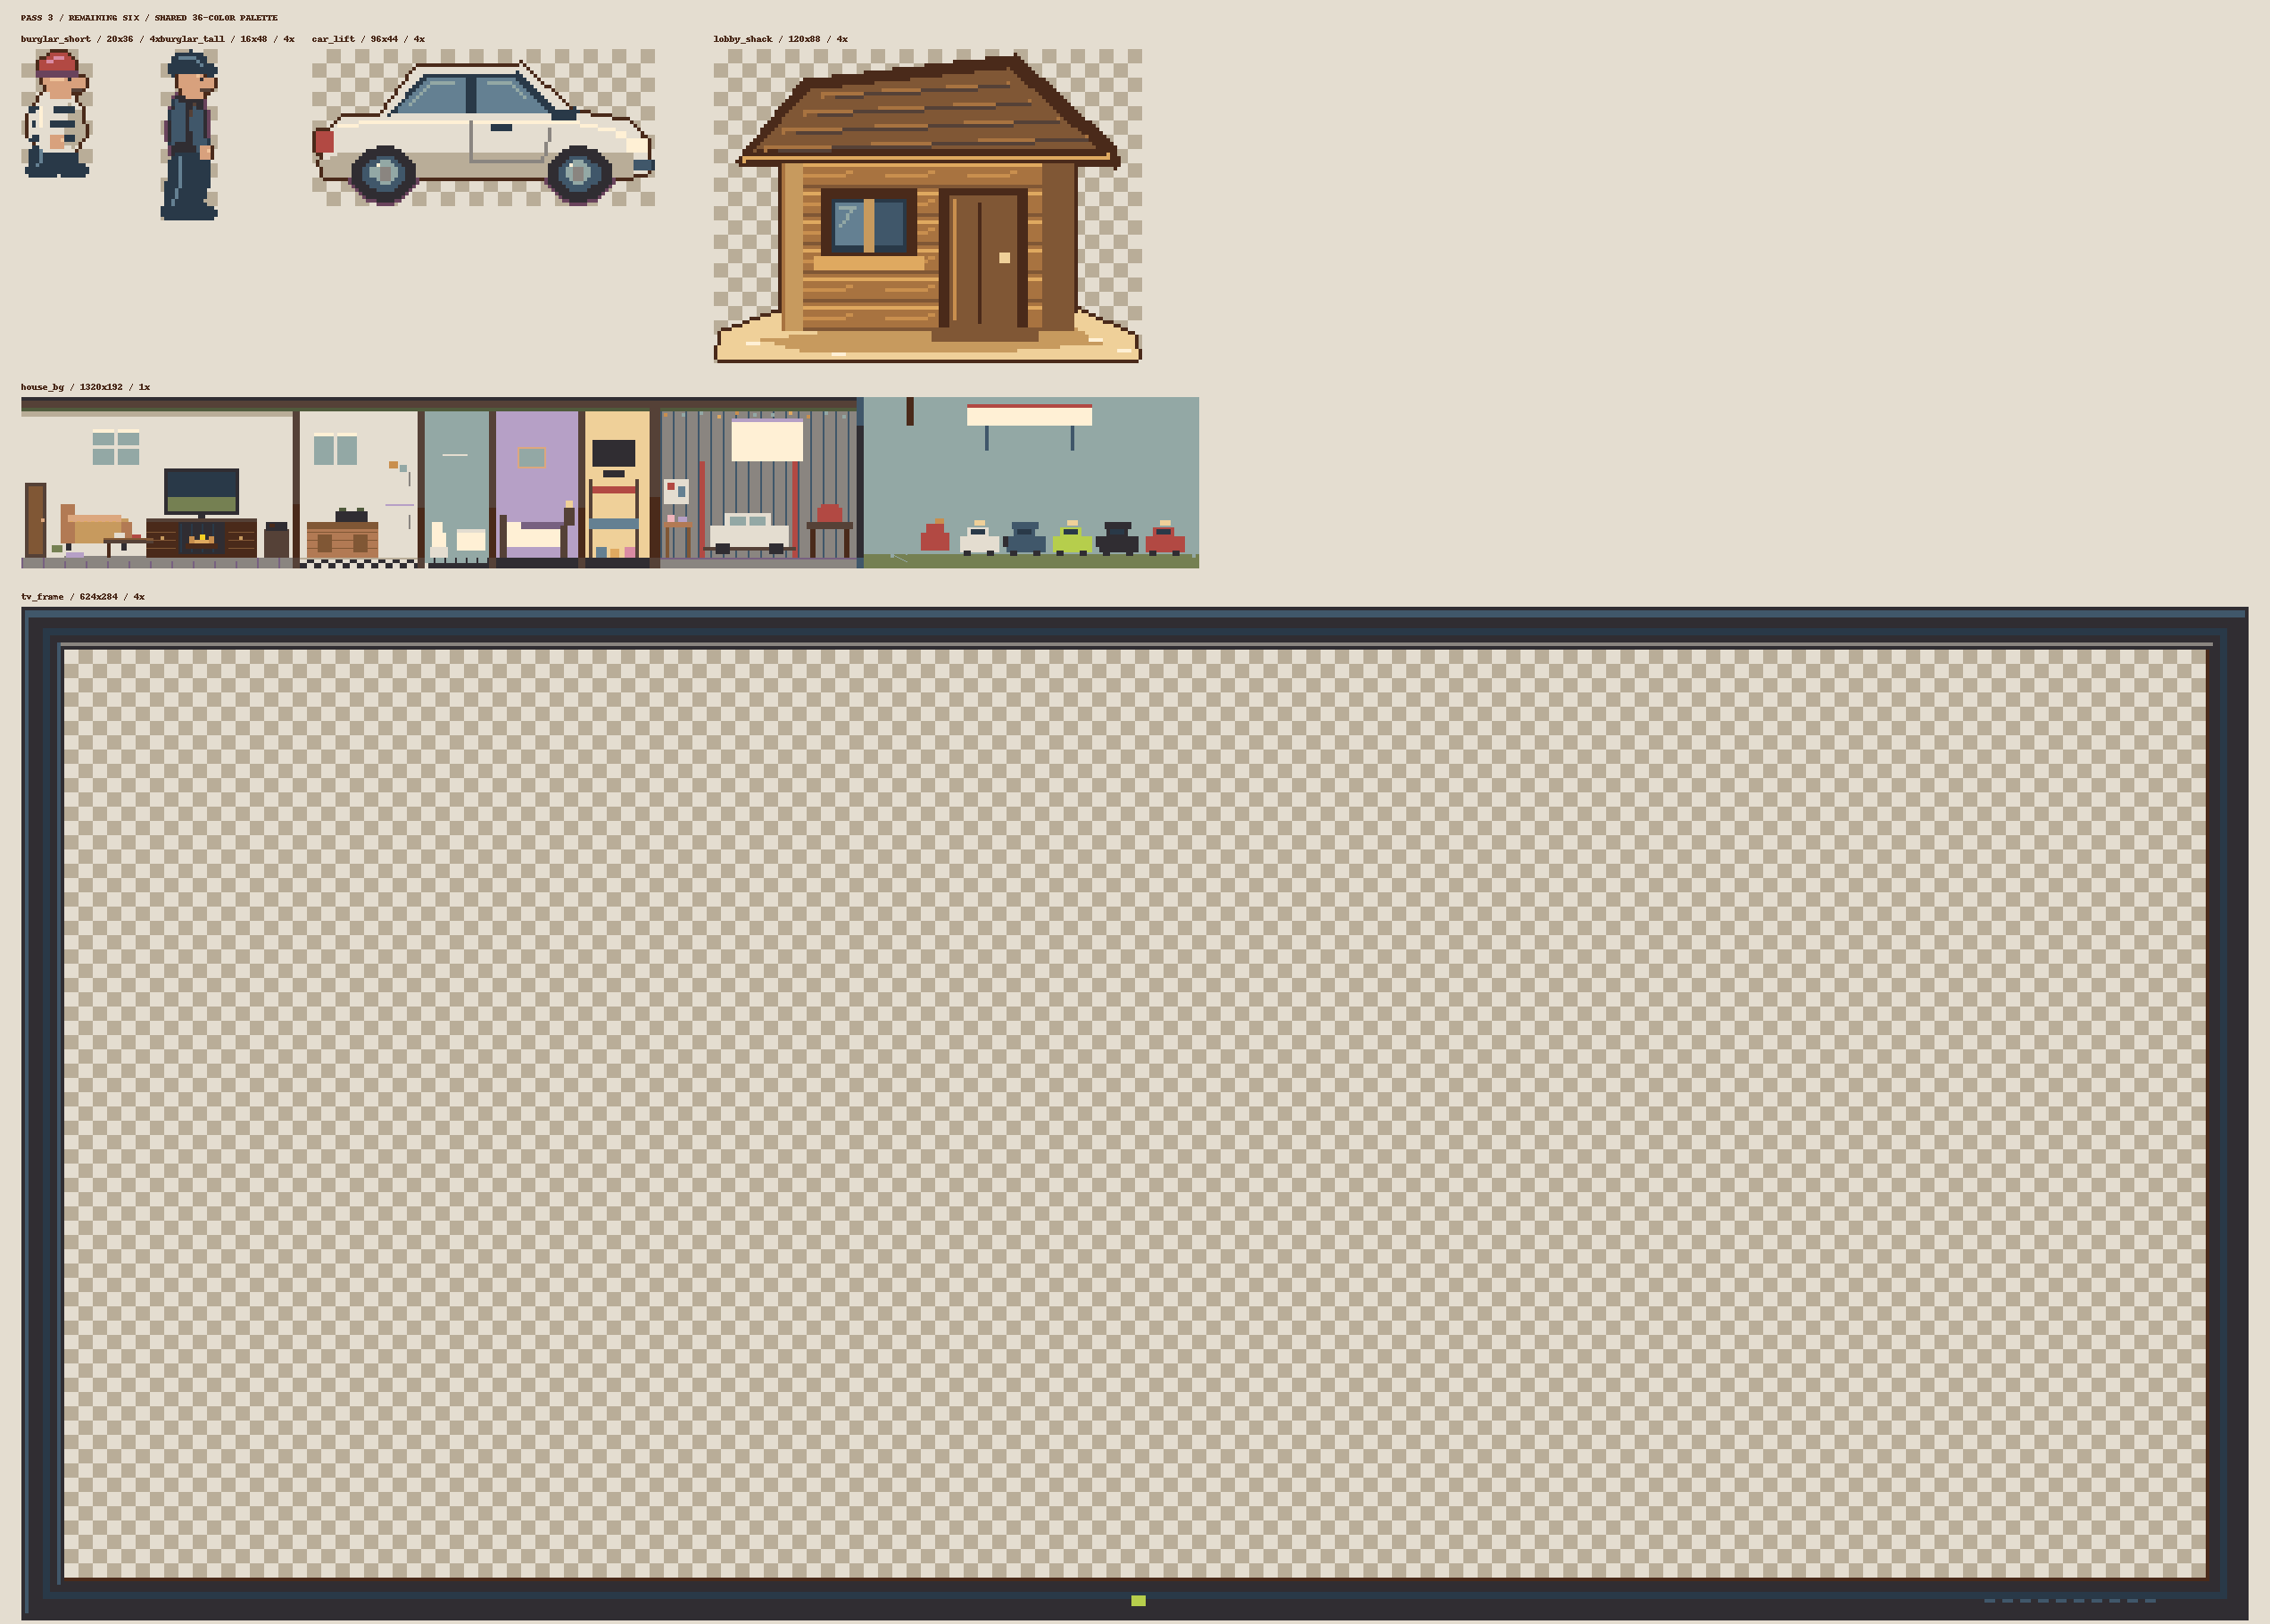 PASS 3 / REMAINING SIX / SHARED 36-COLOR PALETTE
burglar_short / 20x36 / 4xburglar_tall / 16x48 / 4x car_lift / 96x44 / 4x lobby_shack / 120x88 / 4x
house_bg / 1320x192 / 1x
tv_frame / 624x284 / 4x